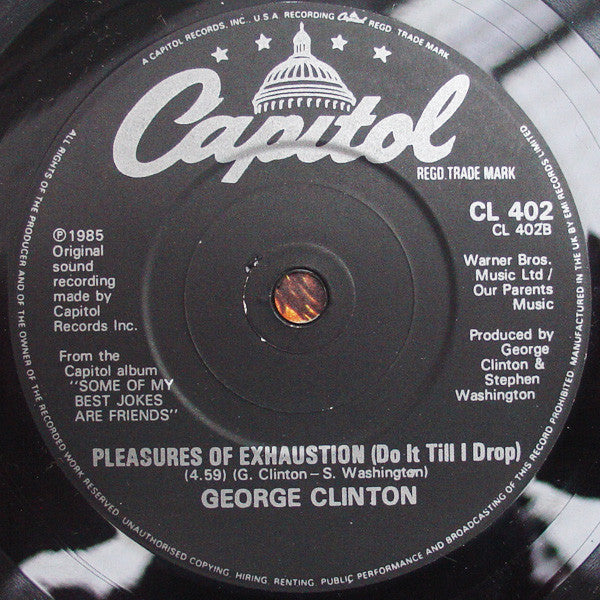 A CAPITOL RECORDS, INC., U.S.A. RECORDING Capitol REGD. TRADE MARK
Capitol
REGD. TRADE MARK
CL 402
CL 402B
℗ 1985
Original
sound
recording
made by
Capitol
Records Inc.
From the
Capitol album
"SOME OF MY
BEST JOKES
ARE FRIENDS"
Warner Bros.
Music Ltd /
Our Parents
Music
Produced by
George
Clinton &
Stephen
Washington
PLEASURES OF EXHAUSTION (Do It Till I Drop)
(4.59) (G. Clinton – S. Washington)
GEORGE CLINTON
ALL RIGHTS OF THE PRODUCER AND OF THE OWNER OF THE RECORDED WORK RESERVED. UNAUTHORISED COPYING, HIRING, RENTING, PUBLIC PERFORMANCE AND BROADCASTING OF THIS RECORD PROHIBITED. MANUFACTURED IN THE UK BY EMI RECORDS LIMITED